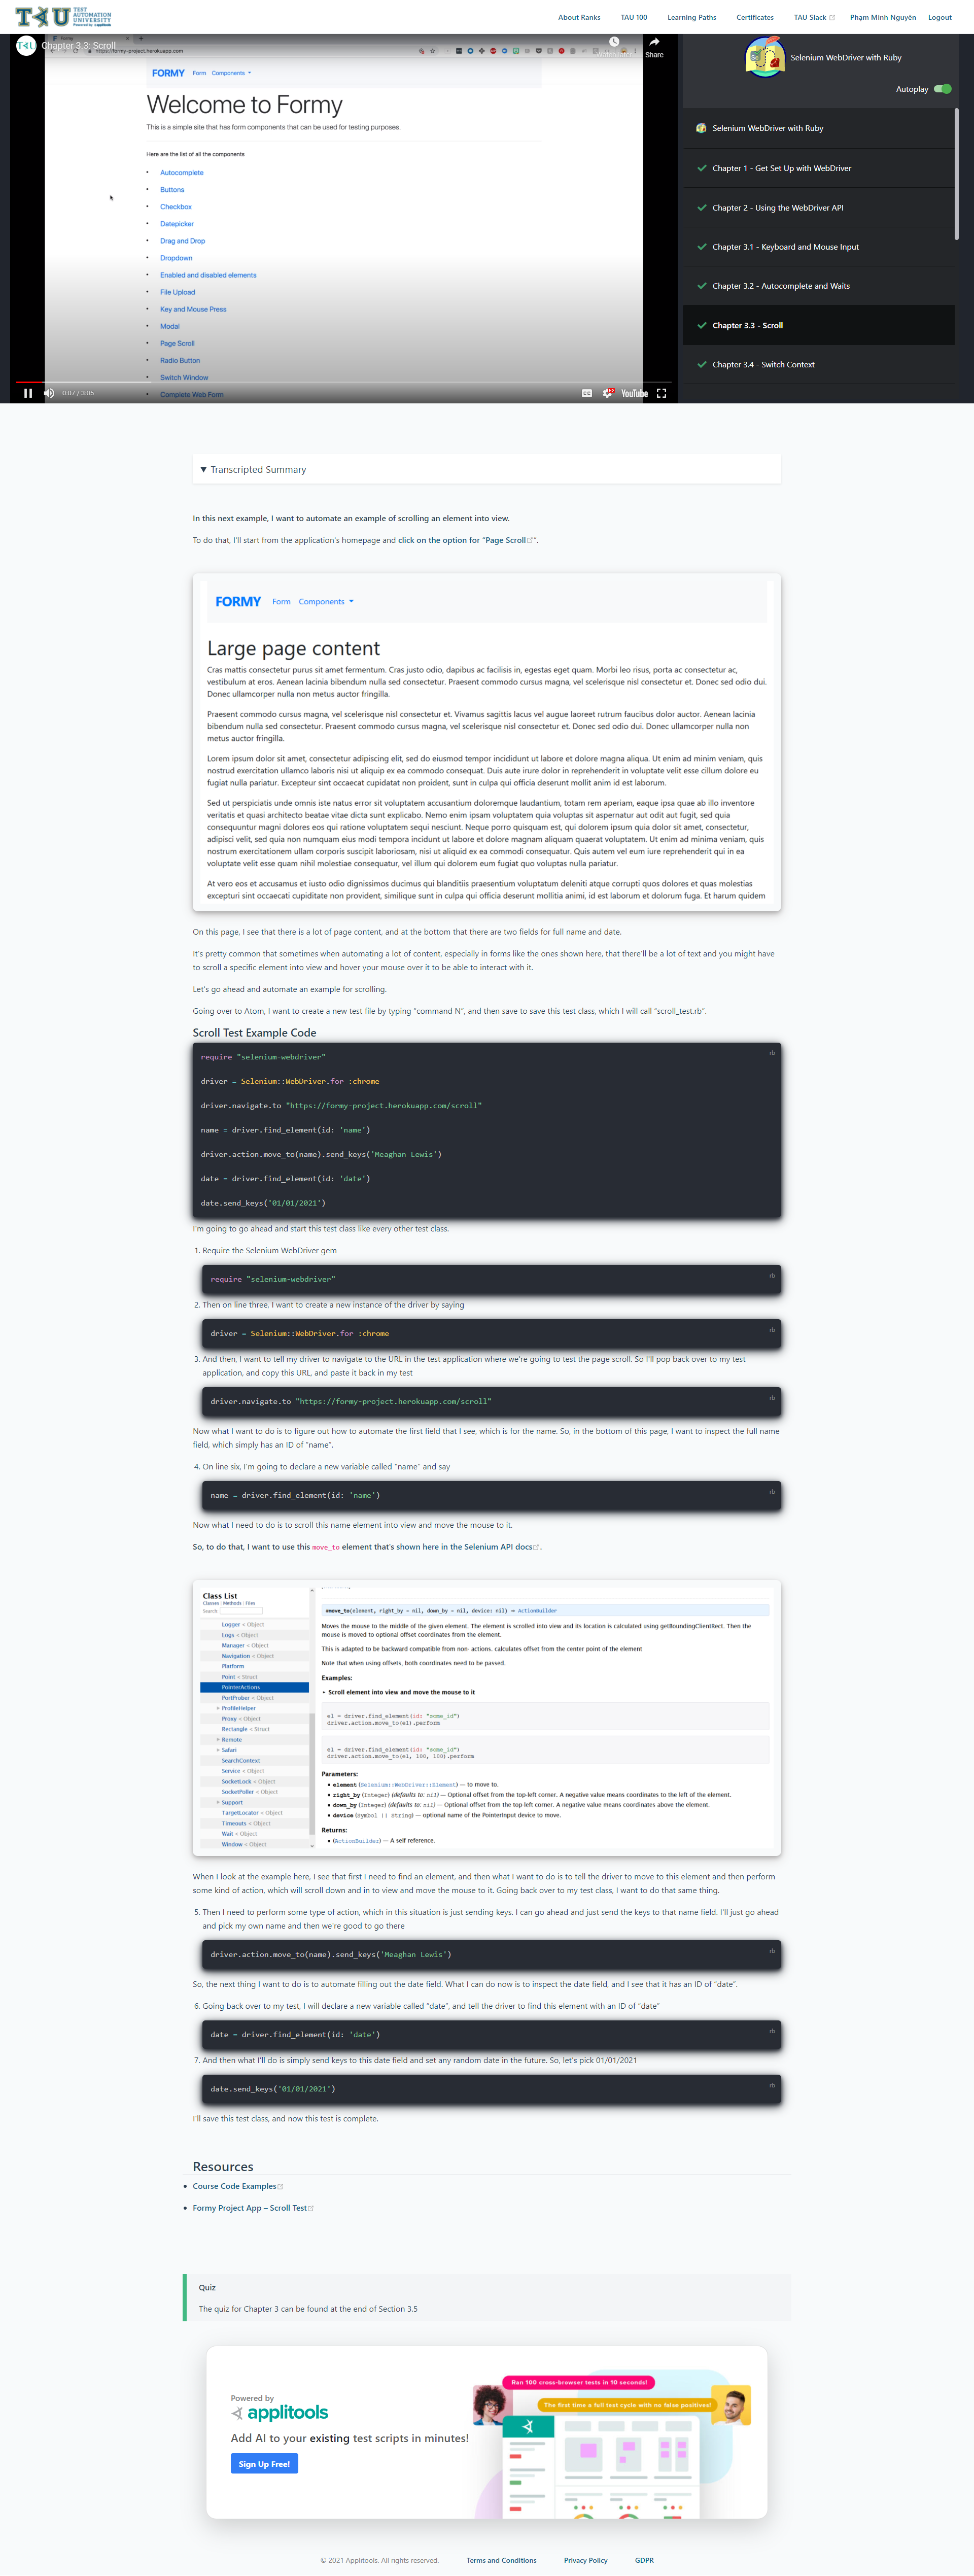 TAU TEST AUTOMATION UNIVERSITY Powered by applitools
About Ranks TAU 100 Learning Paths Certificates TAU Slack Phạm Minh Nguyên Logout
Chapter 3.3: Scroll
https://formy-project.herokuapp.com
Share
FORMY Form Components
Welcome to Formy
This is a simple site that has form components that can be used for testing purposes.
Here are the list of all the components
• Autocomplete
• Buttons
• Checkbox
• Datepicker
• Drag and Drop
• Dropdown
• Enabled and disabled elements
• File Upload
• Key and Mouse Press
• Modal
• Page Scroll
• Radio Button
• Switch Window
• Complete Web Form
0:07 / 3:05
YouTube
Selenium WebDriver with Ruby
Autoplay
Selenium WebDriver with Ruby
Chapter 1 - Get Set Up with WebDriver
Chapter 2 - Using the WebDriver API
Chapter 3.1 - Keyboard and Mouse Input
Chapter 3.2 - Autocomplete and Waits
Chapter 3.3 - Scroll
Chapter 3.4 - Switch Context
▼ Transcripted Summary
In this next example, I want to automate an example of scrolling an element into view.
To do that, I'll start from the application's homepage and click on the option for "Page Scroll".
FORMY Form Components
Large page content
Cras mattis consectetur purus sit amet fermentum. Cras justo odio, dapibus ac facilisis in, egestas eget quam. Morbi leo risus, porta ac consectetur ac,
vestibulum at eros. Aenean lacinia bibendum nulla sed consectetur. Praesent commodo cursus magna, vel scelerisque nisl consectetur et. Donec sed odio dui.
Donec ullamcorper nulla non metus auctor fringilla.
Praesent commodo cursus magna, vel scelerisque nisl consectetur et. Vivamus sagittis lacus vel augue laoreet rutrum faucibus dolor auctor. Aenean lacinia
bibendum nulla sed consectetur. Praesent commodo cursus magna, vel scelerisque nisl consectetur et. Donec sed odio dui. Donec ullamcorper nulla non
metus auctor fringilla.
Lorem ipsum dolor sit amet, consectetur adipiscing elit, sed do eiusmod tempor incididunt ut labore et dolore magna aliqua. Ut enim ad minim veniam, quis
nostrud exercitation ullamco laboris nisi ut aliquip ex ea commodo consequat. Duis aute irure dolor in reprehenderit in voluptate velit esse cillum dolore eu
fugiat nulla pariatur. Excepteur sint occaecat cupidatat non proident, sunt in culpa qui officia deserunt mollit anim id est laborum.
Sed ut perspiciatis unde omnis iste natus error sit voluptatem accusantium doloremque laudantium, totam rem aperiam, eaque ipsa quae ab illo inventore
veritatis et quasi architecto beatae vitae dicta sunt explicabo. Nemo enim ipsam voluptatem quia voluptas sit aspernatur aut odit aut fugit, sed quia
consequuntur magni dolores eos qui ratione voluptatem sequi nesciunt. Neque porro quisquam est, qui dolorem ipsum quia dolor sit amet, consectetur,
adipisci velit, sed quia non numquam eius modi tempora incidunt ut labore et dolore magnam aliquam quaerat voluptatem. Ut enim ad minima veniam, quis
nostrum exercitationem ullam corporis suscipit laboriosam, nisi ut aliquid ex ea commodi consequatur. Quis autem vel eum iure reprehenderit qui in ea
voluptate velit esse quam nihil molestiae consequatur, vel illum qui dolorem eum fugiat quo voluptas nulla pariatur.
At vero eos et accusamus et iusto odio dignissimos ducimus qui blanditiis praesentium voluptatum deleniti atque corrupti quos dolores et quas molestias
excepturi sint occaecati cupiditate non provident, similique sunt in culpa qui officia deserunt mollitia animi, id est laborum et dolorum fuga. Et harum quidem
On this page, I see that there is a lot of page content, and at the bottom that there are two fields for full name and date.
It's pretty common that sometimes when automating a lot of content, especially in forms like the ones shown here, that there'll be a lot of text and you might have
to scroll a specific element into view and hover your mouse over it to be able to interact with it.
Let's go ahead and automate an example for scrolling.
Going over to Atom, I want to create a new test file by typing "command N", and then save to save this test class, which I will call "scroll_test.rb".
Scroll Test Example Code
rb
require "selenium-webdriver"
driver = Selenium::WebDriver.for :chrome
driver.navigate.to "https://formy-project.herokuapp.com/scroll"
name = driver.find_element(id: 'name')
driver.action.move_to(name).send_keys('Meaghan Lewis')
date = driver.find_element(id: 'date')
date.send_keys('01/01/2021')
I'm going to go ahead and start this test class like every other test class.
1. Require the Selenium WebDriver gem
require "selenium-webdriver" rb
2. Then on line three, I want to create a new instance of the driver by saying
driver = Selenium::WebDriver.for :chrome rb
3. And then, I want to tell my driver to navigate to the URL in the test application where we're going to test the page scroll. So I'll pop back over to my test
application, and copy this URL, and paste it back in my test
driver.navigate.to "https://formy-project.herokuapp.com/scroll" rb
Now what I want to do is to figure out how to automate the first field that I see, which is for the name. So, in the bottom of this page, I want to inspect the full name
field, which simply has an ID of "name".
4. On line six, I'm going to declare a new variable called "name" and say
name = driver.find_element(id: 'name') rb
Now what I need to do is to scroll this name element into view and move the mouse to it.
So, to do that, I want to use this move_to element that's shown here in the Selenium API docs.
Class List
Classes Methods Files
Search:
Logger < Object
Logs < Object
Manager < Object
Navigation < Object
Platform
Point < Struct
PointerActions
PortProber < Object
ProfileHelper
Proxy < Object
Rectangle < Struct
Remote
Safari
SearchContext
Service < Object
SocketLock < Object
SocketPoller < Object
Support
TargetLocator < Object
Timeouts < Object
Wait < Object
Window < Object
#move_to(element, right_by = nil, down_by = nil, device: nil) ⇒ ActionBuilder
Moves the mouse to the middle of the given element. The element is scrolled into view and its location is calculated using getBoundingClientRect. Then the
mouse is moved to optional offset coordinates from the element.
This is adapted to be backward compatible from non- actions. calculates offset from the center point of the element
Note that when using offsets, both coordinates need to be passed.
Examples:
• Scroll element into view and move the mouse to it
el = driver.find_element(id: "some_id")
driver.action.move_to(el).perform
el = driver.find_element(id: "some_id")
driver.action.move_to(el, 100, 100).perform
Parameters:
• element (Selenium::WebDriver::Element) — to move to.
• right_by (Integer) (defaults to: nil) — Optional offset from the top-left corner. A negative value means coordinates to the left of the element.
• down_by (Integer) (defaults to: nil) — Optional offset from the top-left corner. A negative value means coordinates above the element.
• device (Symbol || String) — optional name of the PointerInput device to move.
Returns:
• (ActionBuilder) — A self reference.
When I look at the example here, I see that first I need to find an element, and then what I want to do is to tell the driver to move to this element and then perform
some kind of action, which will scroll down and in to view and move the mouse to it. Going back over to my test class, I want to do that same thing.
5. Then I need to perform some type of action, which in this situation is just sending keys. I can go ahead and just send the keys to that name field. I'll just go ahead
and pick my own name and then we're good to go there
driver.action.move_to(name).send_keys('Meaghan Lewis') rb
So, the next thing I want to do is to automate filling out the date field. What I can do now is to inspect the date field, and I see that it has an ID of "date".
6. Going back over to my test, I will declare a new variable called "date", and tell the driver to find this element with an ID of "date"
date = driver.find_element(id: 'date') rb
7. And then what I'll do is simply send keys to this date field and set any random date in the future. So, let's pick 01/01/2021
date.send_keys('01/01/2021') rb
I'll save this test class, and now this test is complete.
Resources
• Course Code Examples
• Formy Project App – Scroll Test
Quiz
The quiz for Chapter 3 can be found at the end of Section 3.5
Powered by
applitools
Add AI to your existing test scripts in minutes!
Sign Up Free!
Ran 100 cross-browser tests in 10 seconds!
The first time a full test cycle with no false positives!
© 2021 Applitools. All rights reserved. Terms and Conditions Privacy Policy GDPR